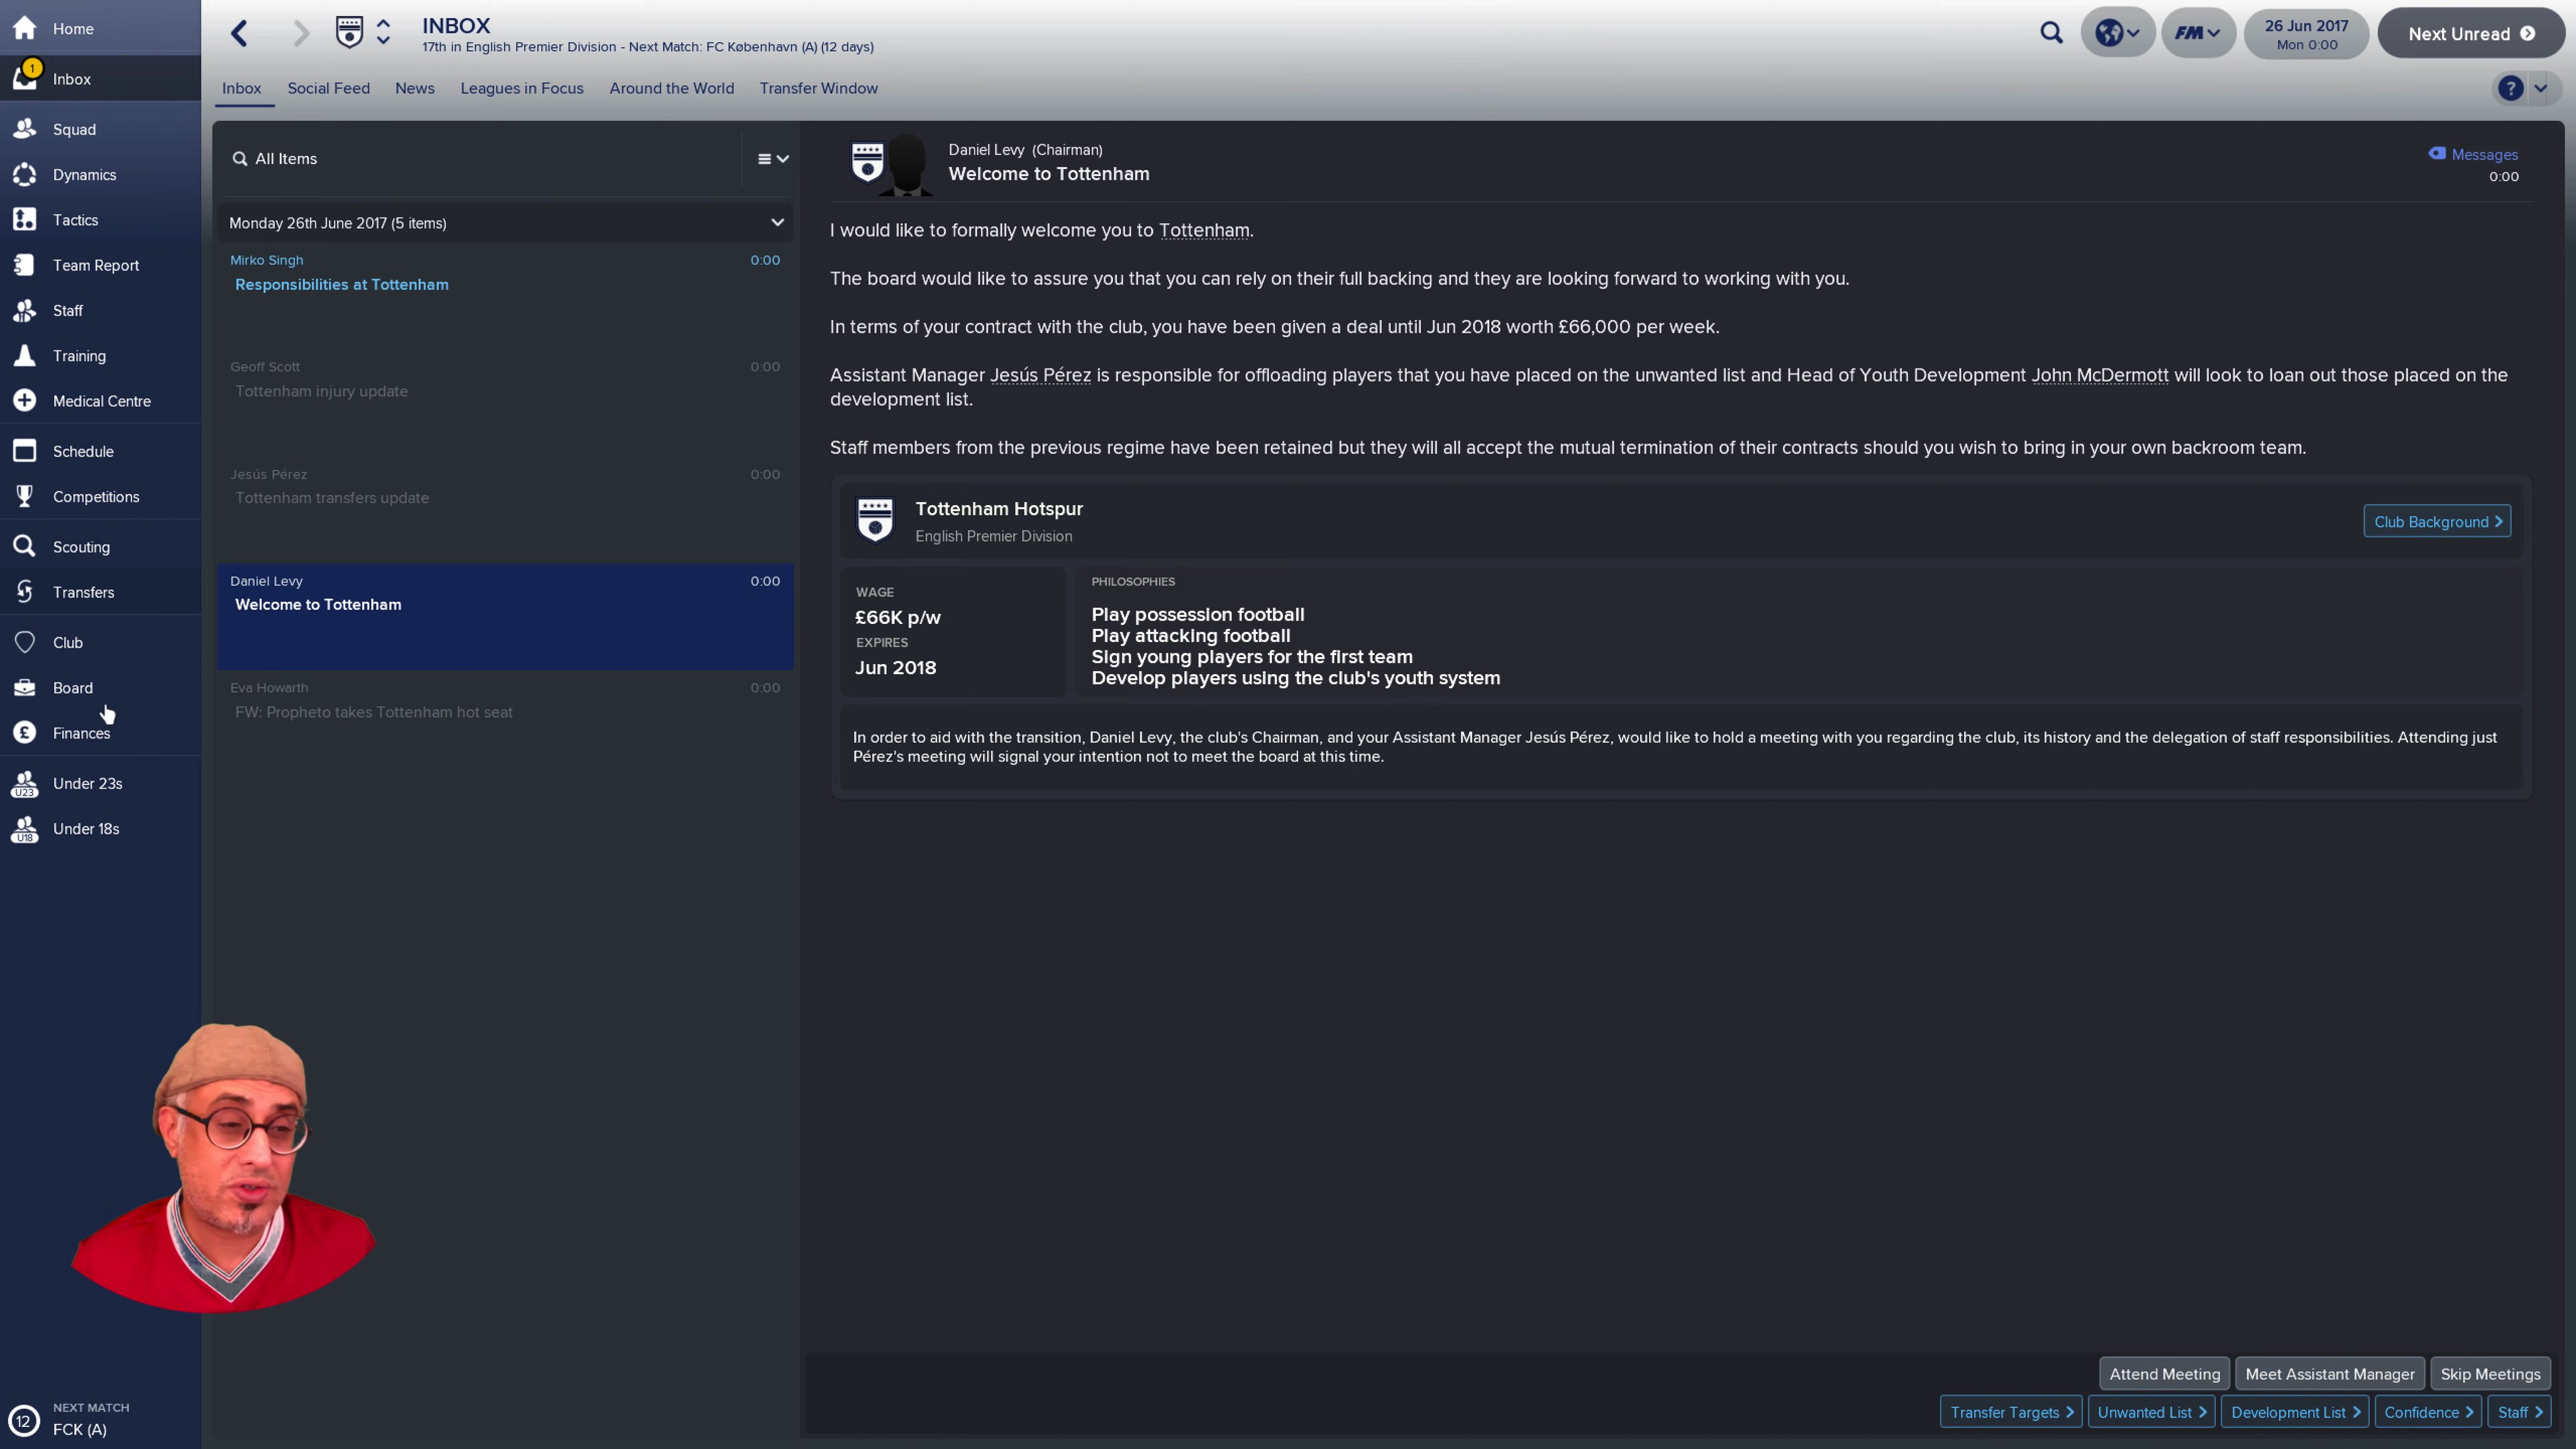 Home
1
Inbox
Squad
Dynamics
Tactics
Team Report
Staff
Training
Medical Centre
Schedule
Competitions
Scouting
Transfers
Club
Board
Finances
U23
Under 23s
U18
Under 18s
12
NEXT MATCH
FCK (A)
INBOX
17th in English Premier Division - Next Match: FC København (A) (12 days)
FM
26 Jun 2017
Mon 0:00
Next Unread
Inbox
Social Feed
News
Leagues in Focus
Around the World
Transfer Window
?
All Items
Monday 26th June 2017 (5 items)
Mirko Singh 0:00
Responsibilities at Tottenham
Geoff Scott 0:00
Tottenham injury update
Jesús Pérez 0:00
Tottenham transfers update
Daniel Levy 0:00
Welcome to Tottenham
Eva Howarth 0:00
FW: Propheto takes Tottenham hot seat
Daniel Levy (Chairman)
Welcome to Tottenham
Messages
0:00
I would like to formally welcome you to Tottenham.
The board would like to assure you that you can rely on their full backing and they are looking forward to working with you.
In terms of your contract with the club, you have been given a deal until Jun 2018 worth £66,000 per week.
Assistant Manager Jesús Pérez is responsible for offloading players that you have placed on the unwanted list and Head of Youth Development John McDermott will look to loan out those placed on the
development list.
Staff members from the previous regime have been retained but they will all accept the mutual termination of their contracts should you wish to bring in your own backroom team.
Tottenham Hotspur
English Premier Division
Club Background
WAGE
£66K p/w
EXPIRES
Jun 2018
PHILOSOPHIES
Play possession football
Play attacking football
Sign young players for the first team
Develop players using the club's youth system
In order to aid with the transition, Daniel Levy, the club's Chairman, and your Assistant Manager Jesús Pérez, would like to hold a meeting with you regarding the club, its history and the delegation of staff responsibilities. Attending just
Pérez's meeting will signal your intention not to meet the board at this time.
Attend Meeting
Meet Assistant Manager
Skip Meetings
Transfer Targets
Unwanted List
Development List
Confidence
Staff